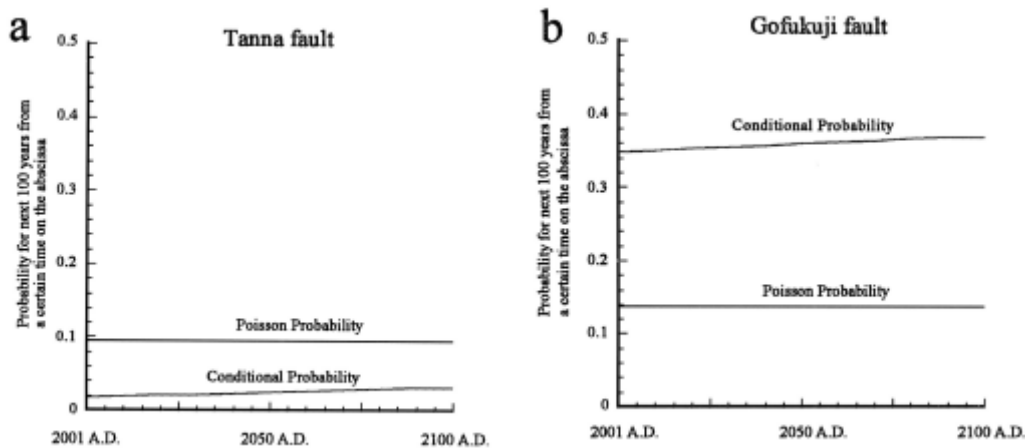 a
Tanna fault
Probability for next 100 years from
a certain time on the abscissa
0.5
0.4
0.3
0.2
0.1
0
Poisson Probability
Conditional Probability
2001 A.D.
2050 A.D.
2100 A.D.
b
Gofukuji fault
Probability for next 100 years from
a certain time on the abscissa
0.5
0.4
0.3
0.2
0.1
0
Conditional Probability
Poisson Probability
2001 A.D.
2050 A.D.
2100 A.D.